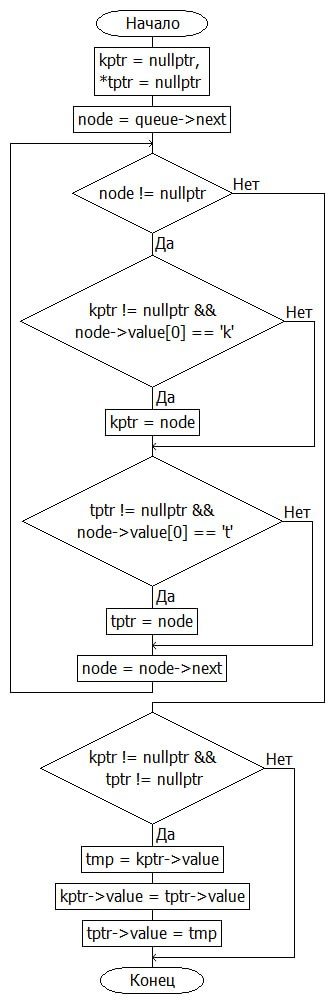 Начало
kptr = nullptr,
*tptr = nullptr
node = queue->next
node != nullptr
Нет
Да
kptr != nullptr &&
node->value[0] == 'k'
Нет
Да
kptr = node
tptr != nullptr &&
node->value[0] == 't'
Нет
Да
tptr = node
node = node->next
kptr != nullptr &&
tptr != nullptr
Нет
Да
tmp = kptr->value
kptr->value = tptr->value
tptr->value = tmp
Конец